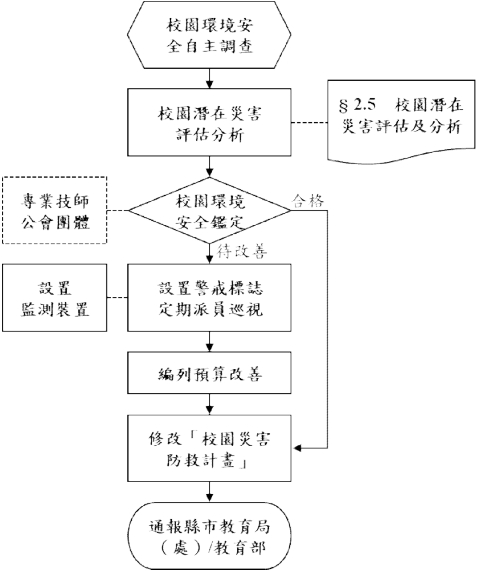 校園環境安
全自主調查
校園潛在災害
評估分析
§2.5 校園潛在
災害評估及分析
專業技師
公會團體
校園環境
安全鑑定
合格
待改善
設置
監測裝置
設置警戒標誌
定期派員巡視
編列預算改善
修改「校園災害
防救計畫」
通報縣市教育局
（處）/教育部